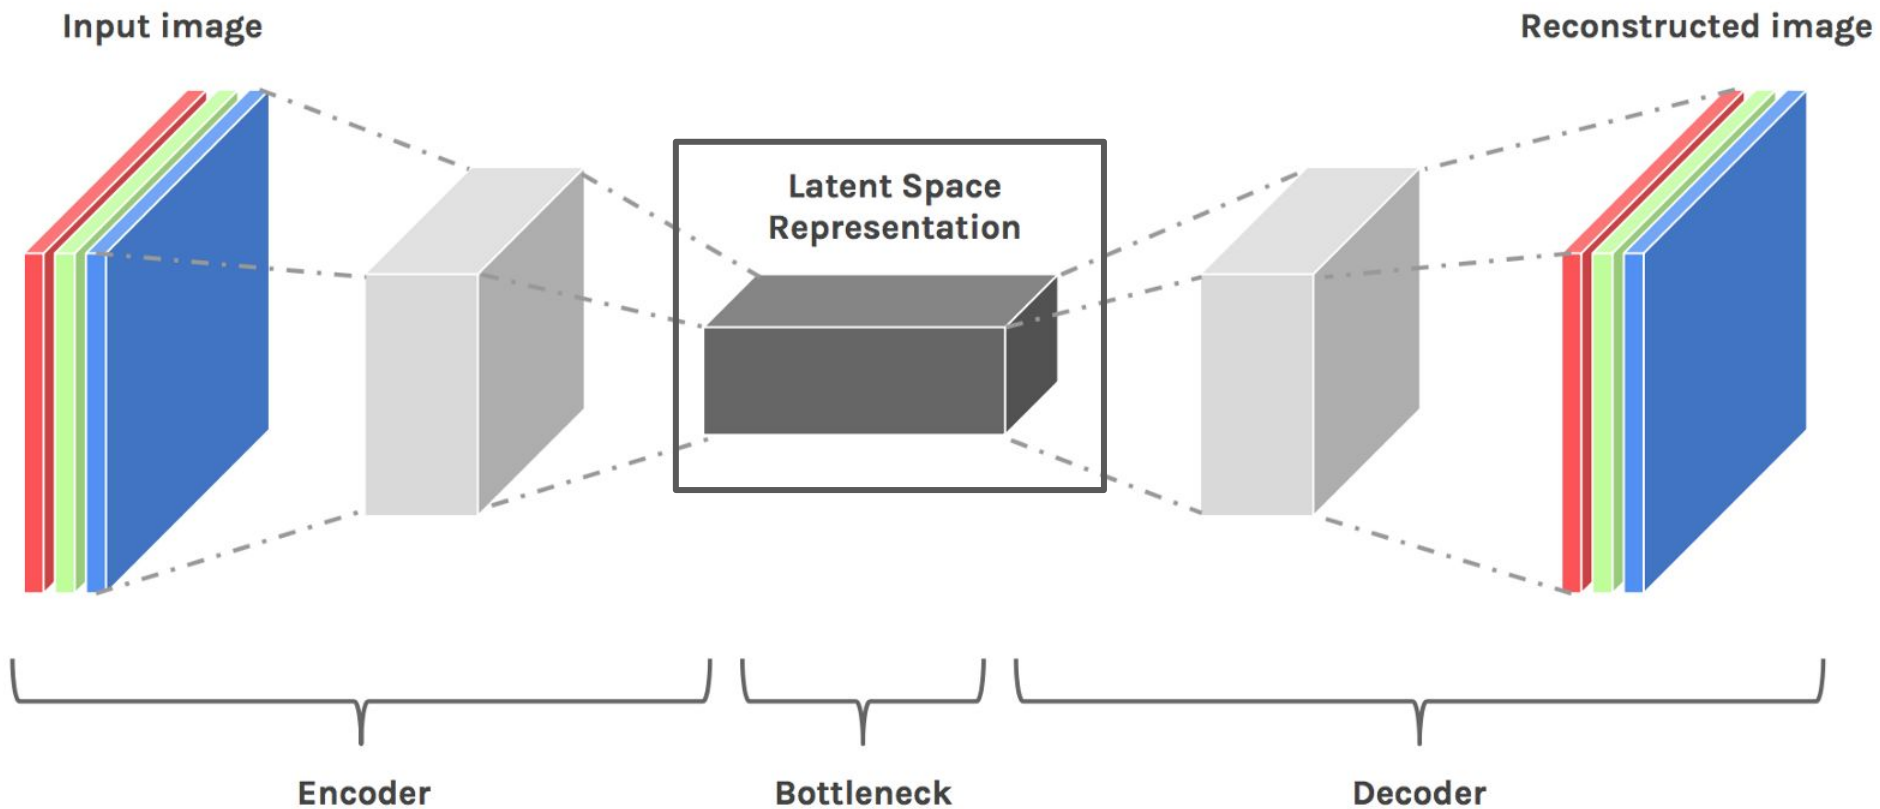 Input image
Reconstructed image
Latent Space
Representation
Encoder
Bottleneck
Decoder